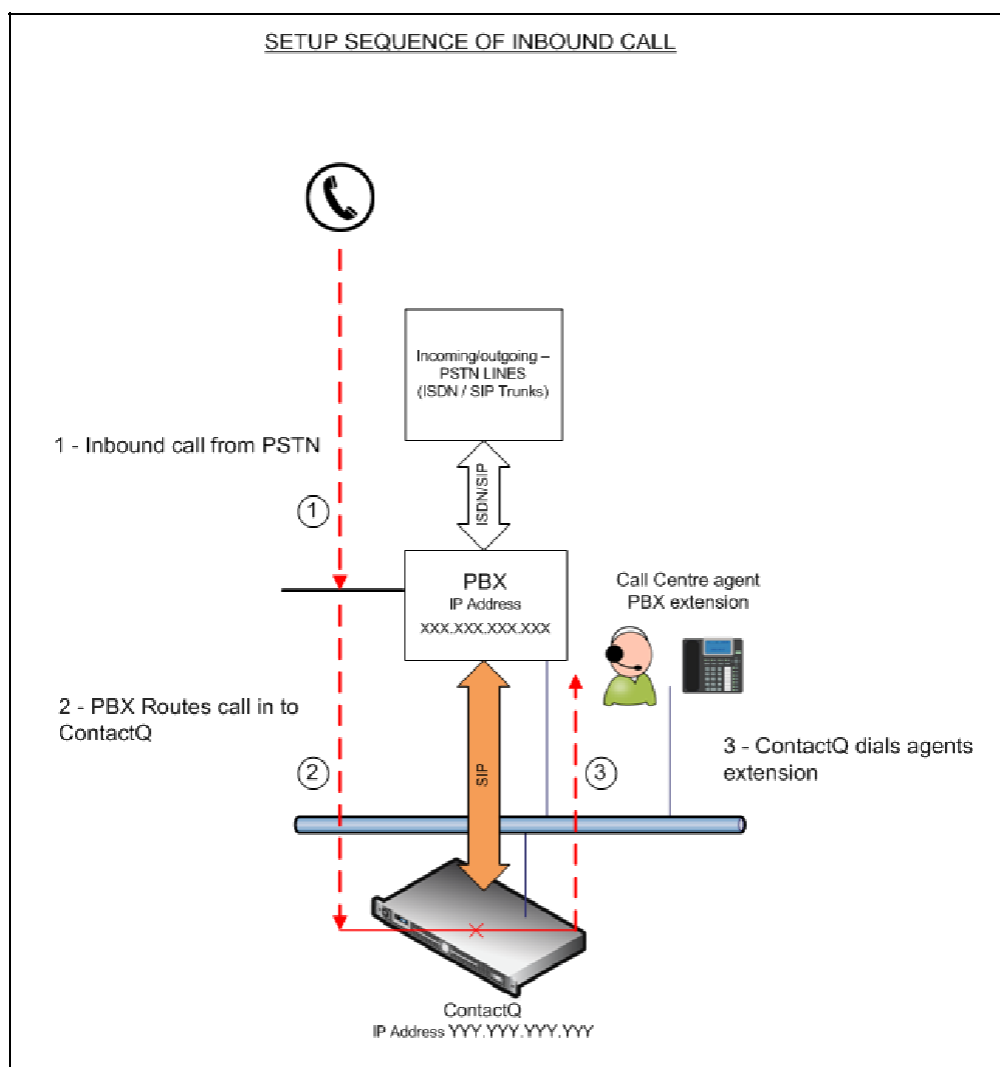 SETUP SEQUENCE OF INBOUND CALL
Incoming/outgoing –
PSTN LINES
(ISDN / SIP Trunks)
1 - Inbound call from PSTN
ISDN/SIP
1
PBX
IP Address
XXX.XXX.XXX.XXX
Call Centre agent
PBX extension
2 - PBX Routes call in to
ContactQ
2
SIP
3
3 - ContactQ dials agents
extension
ContactQ
IP Address YYY.YYY.YYY.YYY